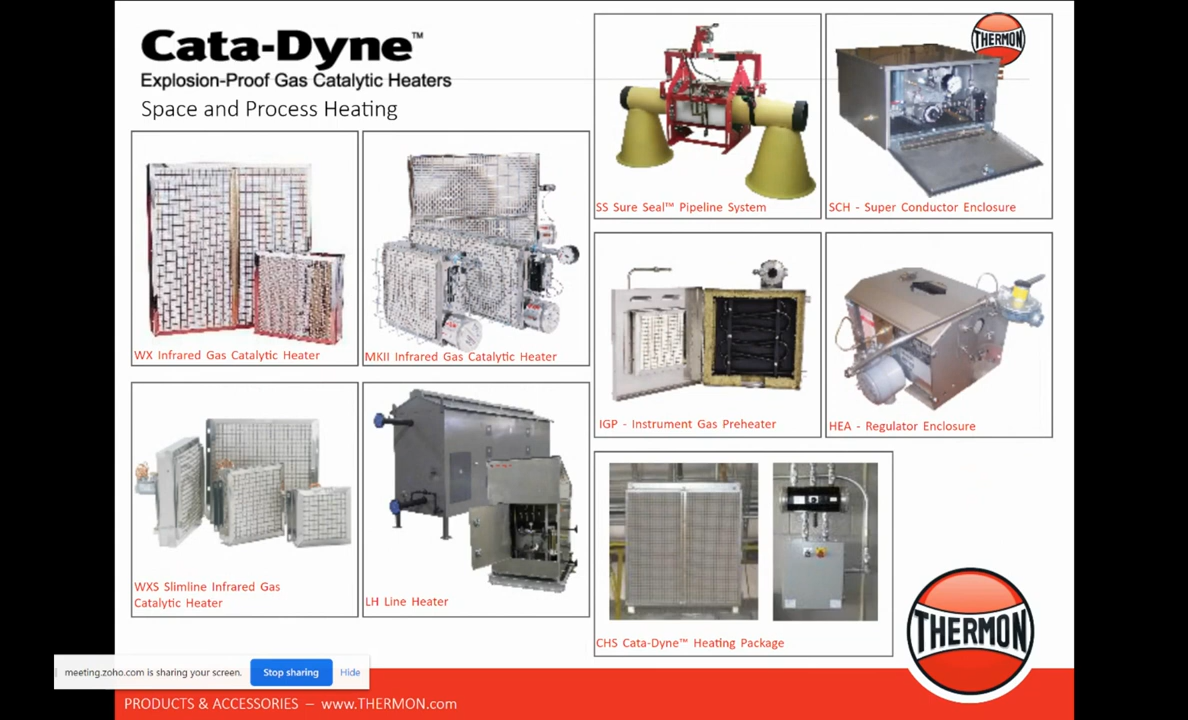 Cata-Dyne™
Explosion-Proof Gas Catalytic Heaters
Space and Process Heating
THERMON
SS Sure Seal™ Pipeline System
SCH - Super Conductor Enclosure
WX Infrared Gas Catalytic Heater
MKII Infrared Gas Catalytic Heater
IGP - Instrument Gas Preheater
HEA - Regulator Enclosure
WXS Slimline Infrared Gas
Catalytic Heater
LH Line Heater
CHS Cata-Dyne™ Heating Package
THERMON
meeting.zoho.com is sharing your screen.
Stop sharing
Hide
PRODUCTS & ACCESSORIES – www.THERMON.com